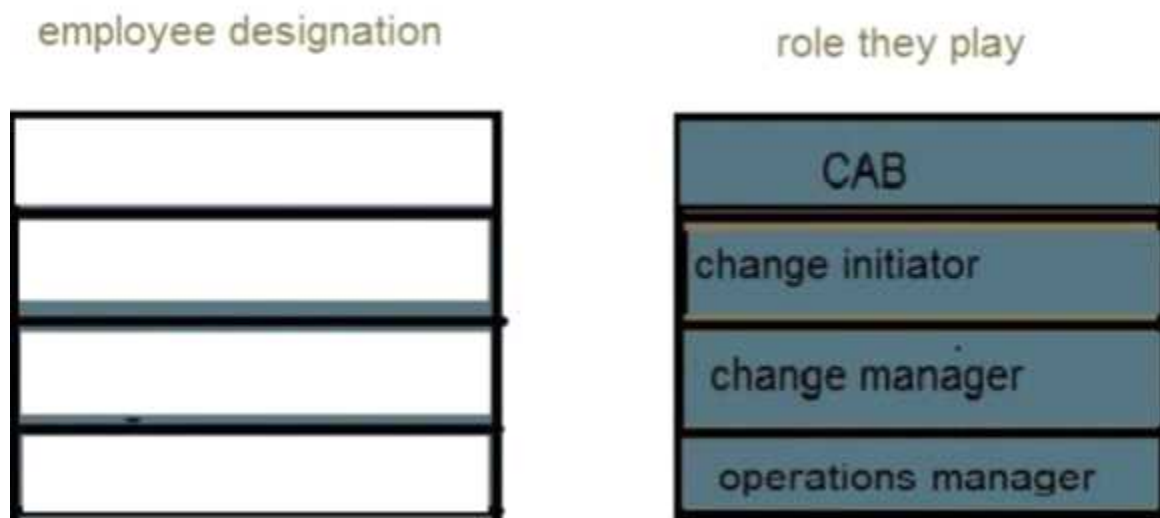 employee designation
role they play
CAB
change initiator
change manager
operations manager